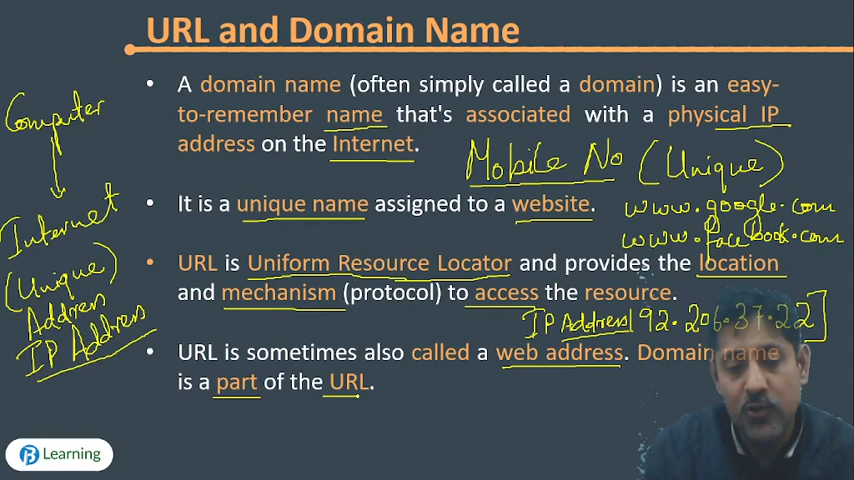 URL and Domain Name
• A domain name (often simply called a domain) is an easy-
to-remember name that's associated with a physical IP
address on the Internet.
• It is a unique name assigned to a website.
• URL is Uniform Resource Locator and provides the location
and mechanism (protocol) to access the resource.
• URL is sometimes also called a web address. Domain name
is a part of the URL.
Computer
Internet
(Unique)
Address
IP Address
Mobile No (Unique)
www.google.com
www.facebook.com
IP Address 192.206.37.22]
Learning